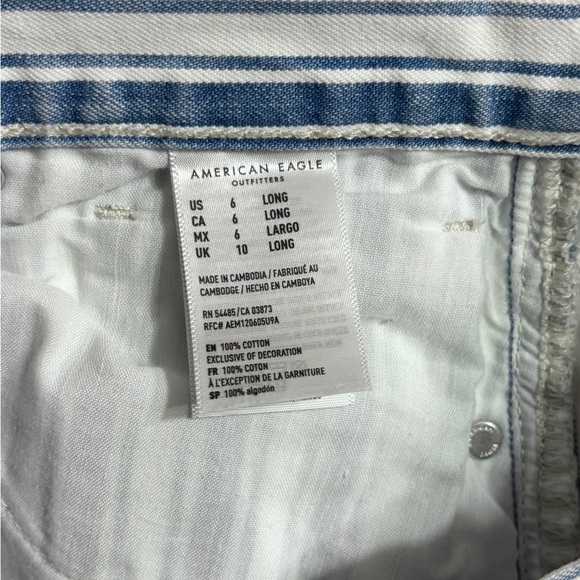 AMERICAN EAGLE
OUTFITTERS
US 6 LONG
CA 6 LONG
MX 6 LARGO
UK 10 LONG
MADE IN CAMBODIA / FABRIQUÉ AU
CAMBODGE / HECHO EN CAMBOYA
RN 54485/CA 03873
RFC# AEM120605U9A
EN 100% COTTON
EXCLUSIVE OF DECORATION
FR 100% COTON
À L'EXCEPTION DE LA GARNITURE
SP 100% algodón